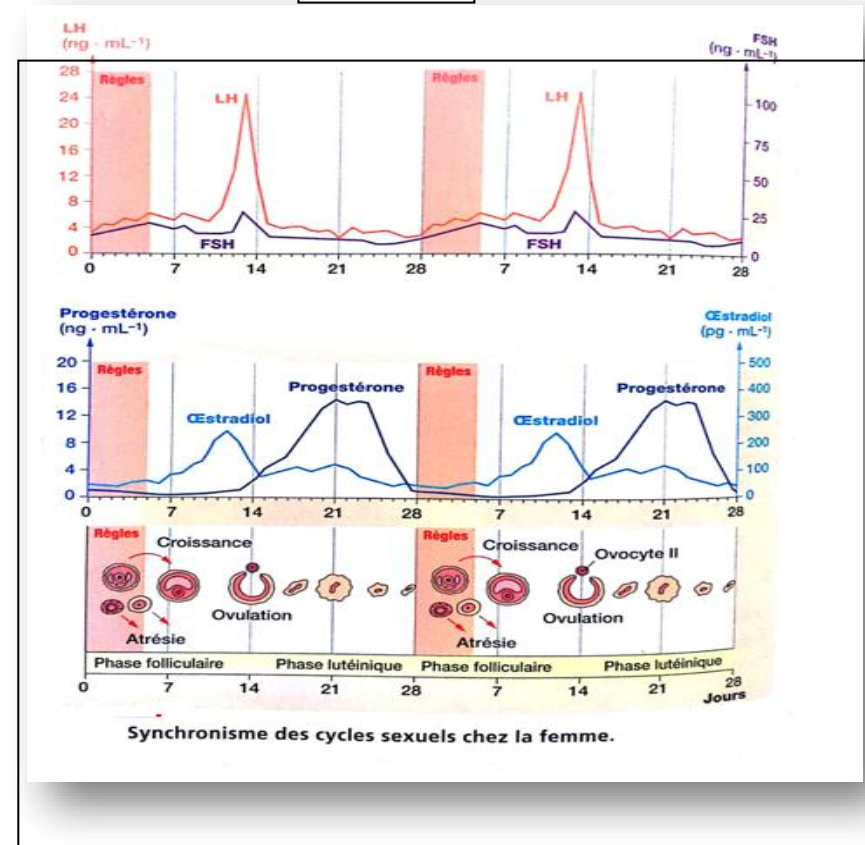 LH
(ng · mL⁻¹)
FSH
(ng · mL⁻¹)
28
24
20
16
12
8
4
0
100
75
50
25
0
Règles
LH
FSH
Règles
LH
FSH
0 7 14 21 28 7 14 21 28
Progestérone
(ng · mL⁻¹)
Œstradiol
(pg · mL⁻¹)
20
16
12
8
4
0
500
400
300
200
100
0
Règles
Œstradiol
Progestérone
Règles
Œstradiol
Progestérone
0 7 14 21 28 7 14 21 28
Règles
Croissance
Ovulation
Atrésie
Règles
Croissance
Ovocyte II
Ovulation
Atrésie
Phase folliculaire Phase lutéinique Phase folliculaire Phase lutéinique
0 7 14 21 28 7 14 21 28
Jours
Synchronisme des cycles sexuels chez la femme.